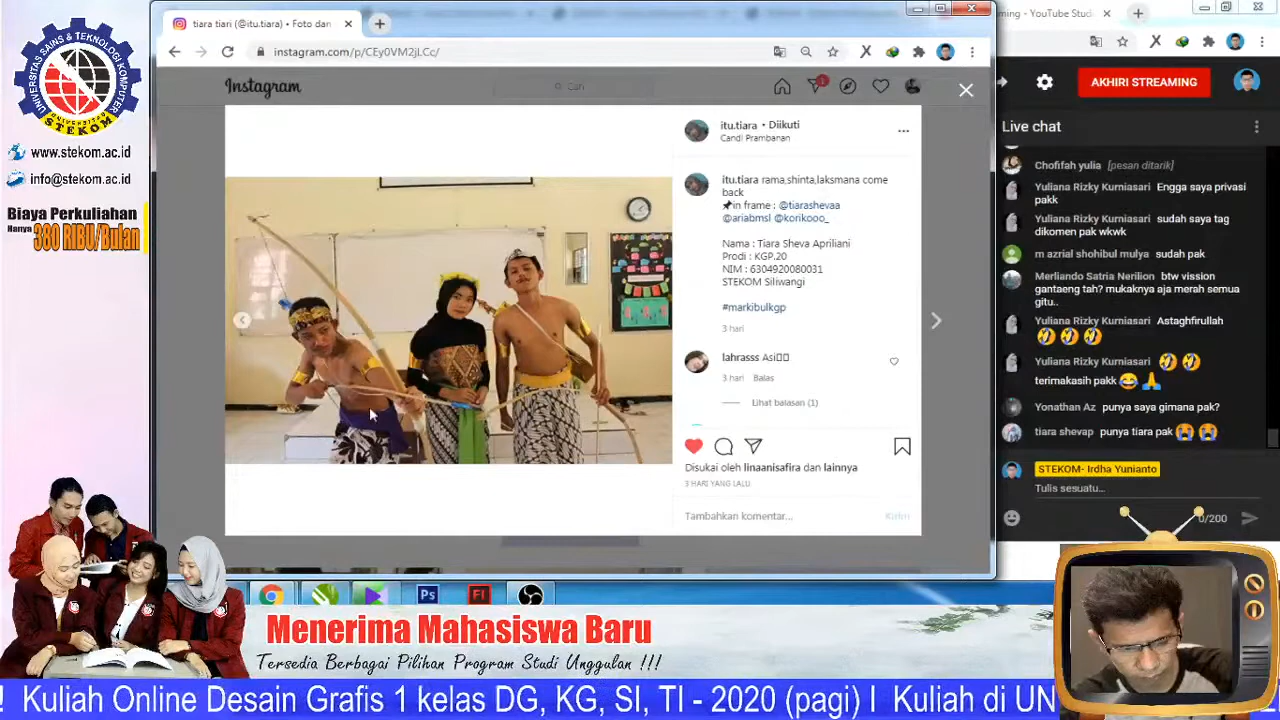 UNIVERSITAS SAINS & TEKNOLOGI KOMPUTER
UNIVERSITAS STEKOM
www.stekom.ac.id
info@stekom.ac.id
Biaya Perkuliahan
Hanya 380 RIBU/Bulan
tiara tiari (@itu.tiara) • Foto dan
instagram.com/p/CEy0VM2jLCc/
Instagram
Cari
itu.tiara • Diikuti
Candi Prambanan
itu.tiara rama,shinta,laksmana come
back
📌in frame : @tiarashevaa
@ariabmsl @korikooo_
Nama : Tiara Sheva Apriliani
Prodi : KGP.20
NIM : 6304920080031
STEKOM Siliwangi
#markibulkgp
3 hari
lahrasss Asi▯▯
3 hari Balas
Lihat balasan (1)
Disukai oleh linaanisafira dan lainnya
3 HARI YANG LALU
Tambahkan komentar...
Kirim
ming - YouTube Stud
AKHIRI STREAMING
Live chat
Chofifah yulia [pesan ditarik]
Yuliana Rizky Kurniasari Engga saya privasi
pakk
Yuliana Rizky Kurniasari sudah saya tag
dikomen pak wkwk
m azrial shohibul mulya sudah pak
Merliando Satria Nerilion btw vission
gantaeng tah? mukaknya aja merah semua
gitu..
Yuliana Rizky Kurniasari Astaghfirullah
🤣🤣🤣
Yuliana Rizky Kurniasari 🤣🤣
terimakasih pakk 😂🙏
Yonathan Az punya saya gimana pak?
tiara shevap punya tiara pak 😭😭
STEKOM- Irdha Yunianto
Tulis sesuatu...
0/200
Ps
Fl
Menerima Mahasiswa Baru
Tersedia Berbagai Pilihan Program Studi Unggulan !!!
! Kuliah Online Desain Grafis 1 kelas DG, KG, SI, TI - 2020 (pagi) I Kuliah di UN